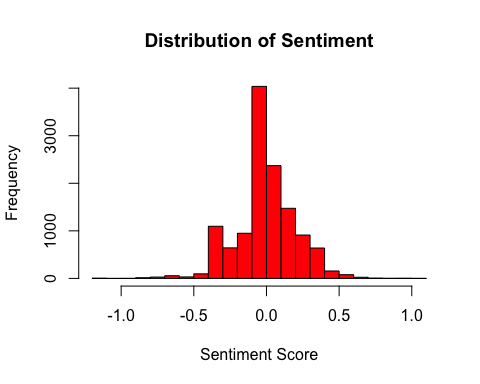 Distribution of Sentiment
Frequency
3000
1000
0
-1.0 -0.5 0.0 0.5 1.0
Sentiment Score